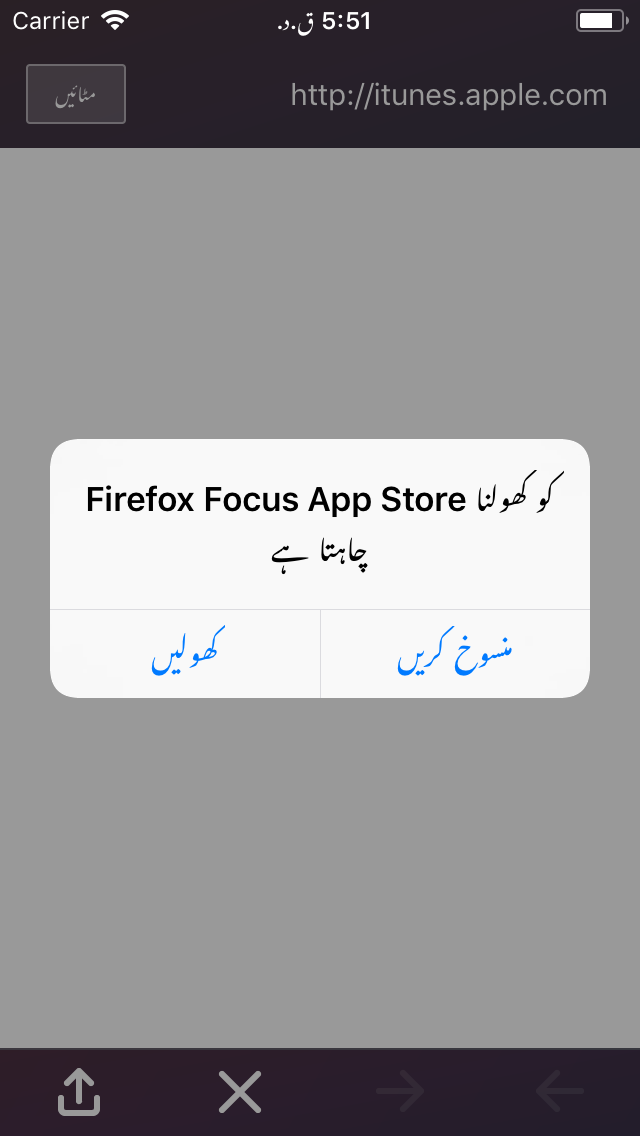 Carrier
5:51 ق.د.
مٹائیں
http://itunes.apple.com
Firefox Focus App Store کو کھولنا
چاہتا ہے
منسوخ کریں
کھولیں